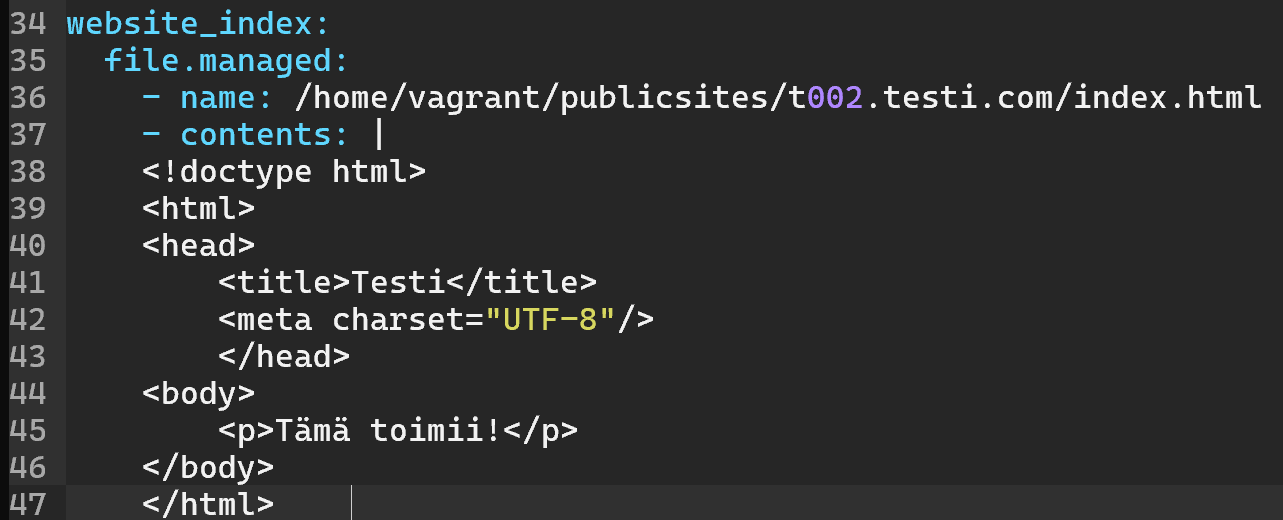 34 website_index:
35   file.managed:
36     - name: /home/vagrant/publicsites/t002.testi.com/index.html
37     - contents: |
38     <!doctype html>
39     <html>
40     <head>
41         <title>Testi</title>
42         <meta charset="UTF-8"/>
43         </head>
44     <body>
45         <p>Tämä toimii!</p>
46     </body>
47     </html>